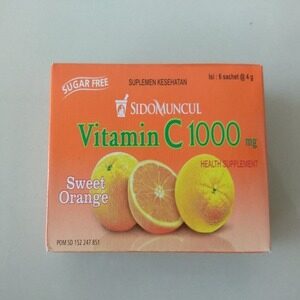 SUGAR FREE
SUPLEMEN KESEHATAN
Isi : 6 sachet @ 4 g
SIDOMUNCUL
Vitamin C 1000 mg
HEALTH SUPPLEMENT
Sweet
Orange
POM SD 152 247 851